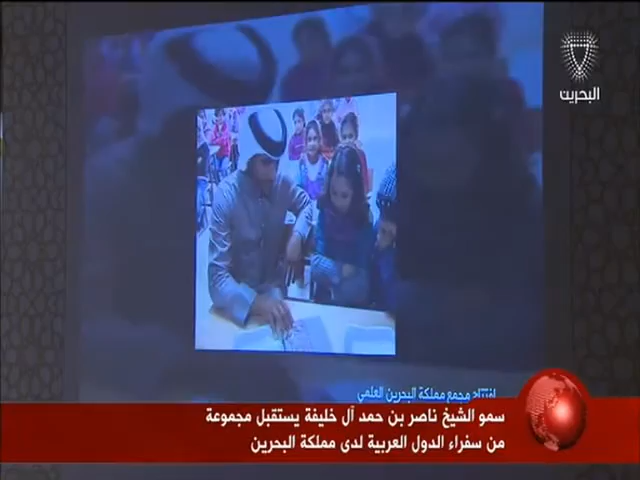 البحرين
افتتاح مجمع مملكة البحرين العلمي
سمو الشيخ ناصر بن حمد آل خليفة يستقبل مجموعة
من سفراء الدول العربية لدى مملكة البحرين